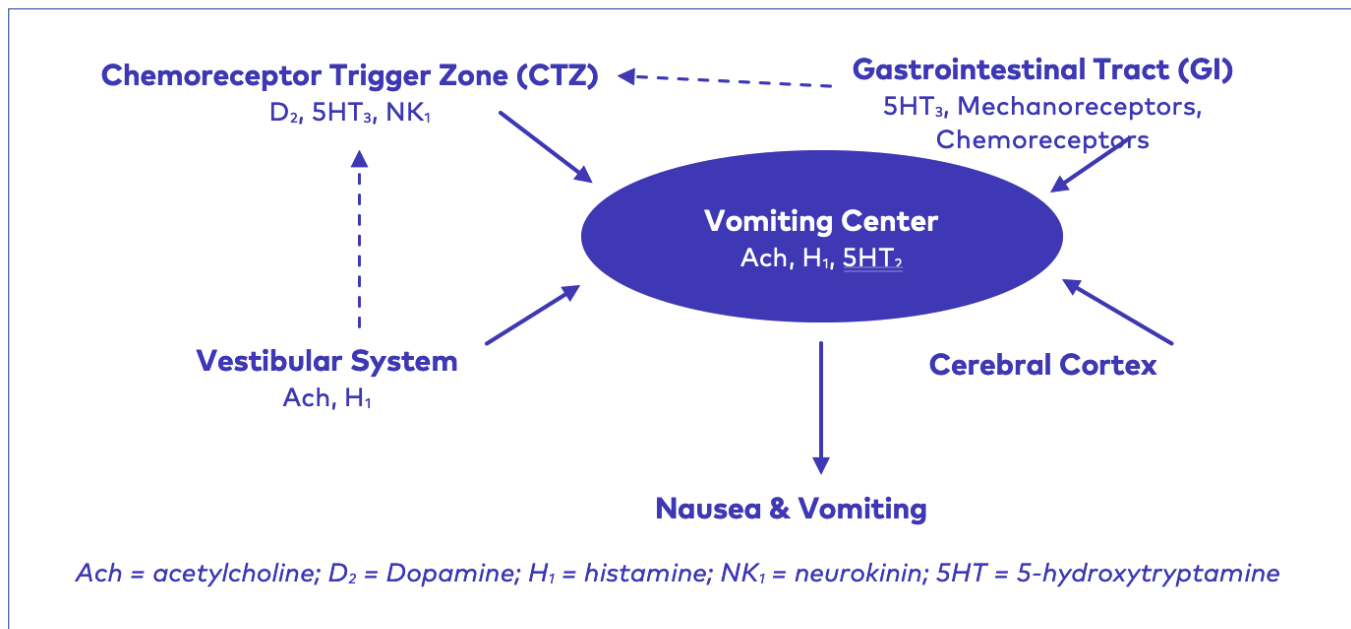 Chemoreceptor Trigger Zone (CTZ)
D₂, 5HT₃, NK₁
Gastrointestinal Tract (GI)
5HT₃, Mechanoreceptors,
Chemoreceptors
Vomiting Center
Ach, H₁, 5HT₂
Vestibular System
Ach, H₁
Cerebral Cortex
Nausea & Vomiting
Ach = acetylcholine; D₂ = Dopamine; H₁ = histamine; NK₁ = neurokinin; 5HT = 5-hydroxytryptamine